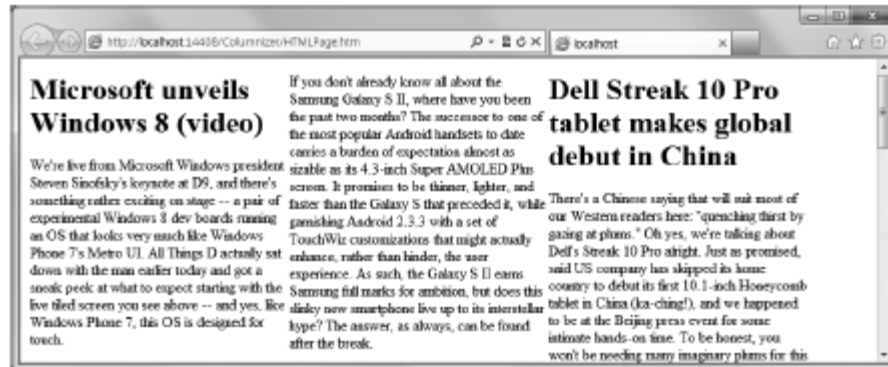 http://localhost:14408/Columnizer/HTMLPage.htm
localhost
Microsoft unveils
Windows 8 (video)
We're live from Microsoft Windows president
Steven Sinofsky's keynote at D9, and there's
something rather exciting on stage -- a pair of
experimental Windows 8 dev boards running
an OS that looks very much like Windows
Phone 7's Metro UI. All Things D actually sat
down with the man earlier today and got a
sneak peek at what to expect starting with the
live tiled screen you see above -- and yes, like
Windows Phone 7, this OS is designed for
touch.
If you don't already know all about the
Samsung Galaxy S II, where have you been
the past two months? The successor to one of
the most popular Android handsets to date
carries a burden of expectation almost as
sizable as its 4.3-inch Super AMOLED Plus
screen. It promises to be thinner, lighter, and
faster than the Galaxy S that preceded it, while
garnishing Android 2.3.3 with a set of
TouchWiz customizations that might actually
enhance, rather than hinder, the user
experience. As such, the Galaxy S II earns
Samsung full marks for ambition, but does this
slinky new smartphone live up to its interstellar
hype? The answer, as always, can be found
after the break.
Dell Streak 10 Pro
tablet makes global
debut in China
There's a Chinese saying that will suit most of
our Western readers here: "quenching thirst by
gazing at plums." Oh yes, we're talking about
Dell's Streak 10 Pro alright. Just as promised,
said US company has skipped its home
country to debut its first 10.1-inch Honeycomb
tablet in China (ka-ching!), and we happened
to be at the Beijing press event for some
intimate hands-on time. To be honest, you
won't be needing many imaginary plums for this